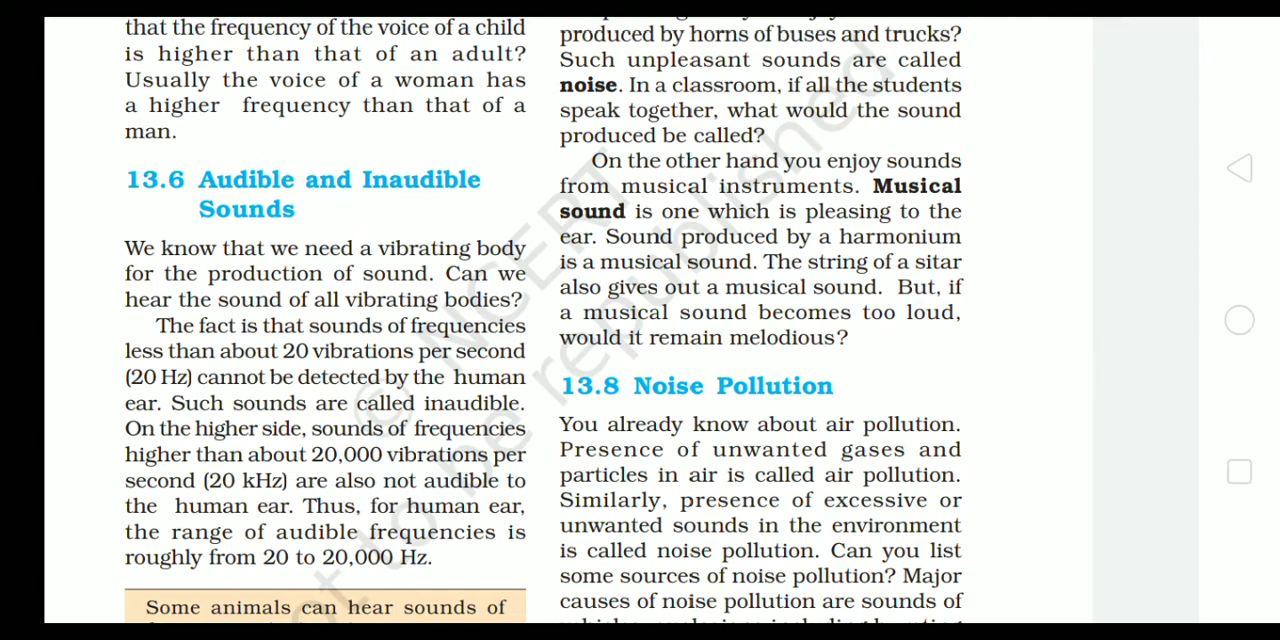 that the frequency of the voice of a child
is higher than that of an adult?
Usually the voice of a woman has
a higher frequency than that of a
man.
13.6 Audible and Inaudible
Sounds
We know that we need a vibrating body
for the production of sound. Can we
hear the sound of all vibrating bodies?
The fact is that sounds of frequencies
less than about 20 vibrations per second
(20 Hz) cannot be detected by the human
ear. Such sounds are called inaudible.
On the higher side, sounds of frequencies
higher than about 20,000 vibrations per
second (20 kHz) are also not audible to
the human ear. Thus, for human ear,
the range of audible frequencies is
roughly from 20 to 20,000 Hz.
Some animals can hear sounds of
produced by horns of buses and trucks?
Such unpleasant sounds are called
noise. In a classroom, if all the students
speak together, what would the sound
produced be called?
On the other hand you enjoy sounds
from musical instruments. Musical
sound is one which is pleasing to the
ear. Sound produced by a harmonium
is a musical sound. The string of a sitar
also gives out a musical sound. But, if
a musical sound becomes too loud,
would it remain melodious?
13.8 Noise Pollution
You already know about air pollution.
Presence of unwanted gases and
particles in air is called air pollution.
Similarly, presence of excessive or
unwanted sounds in the environment
is called noise pollution. Can you list
some sources of noise pollution? Major
causes of noise pollution are sounds of
© NCERT
not to be republished